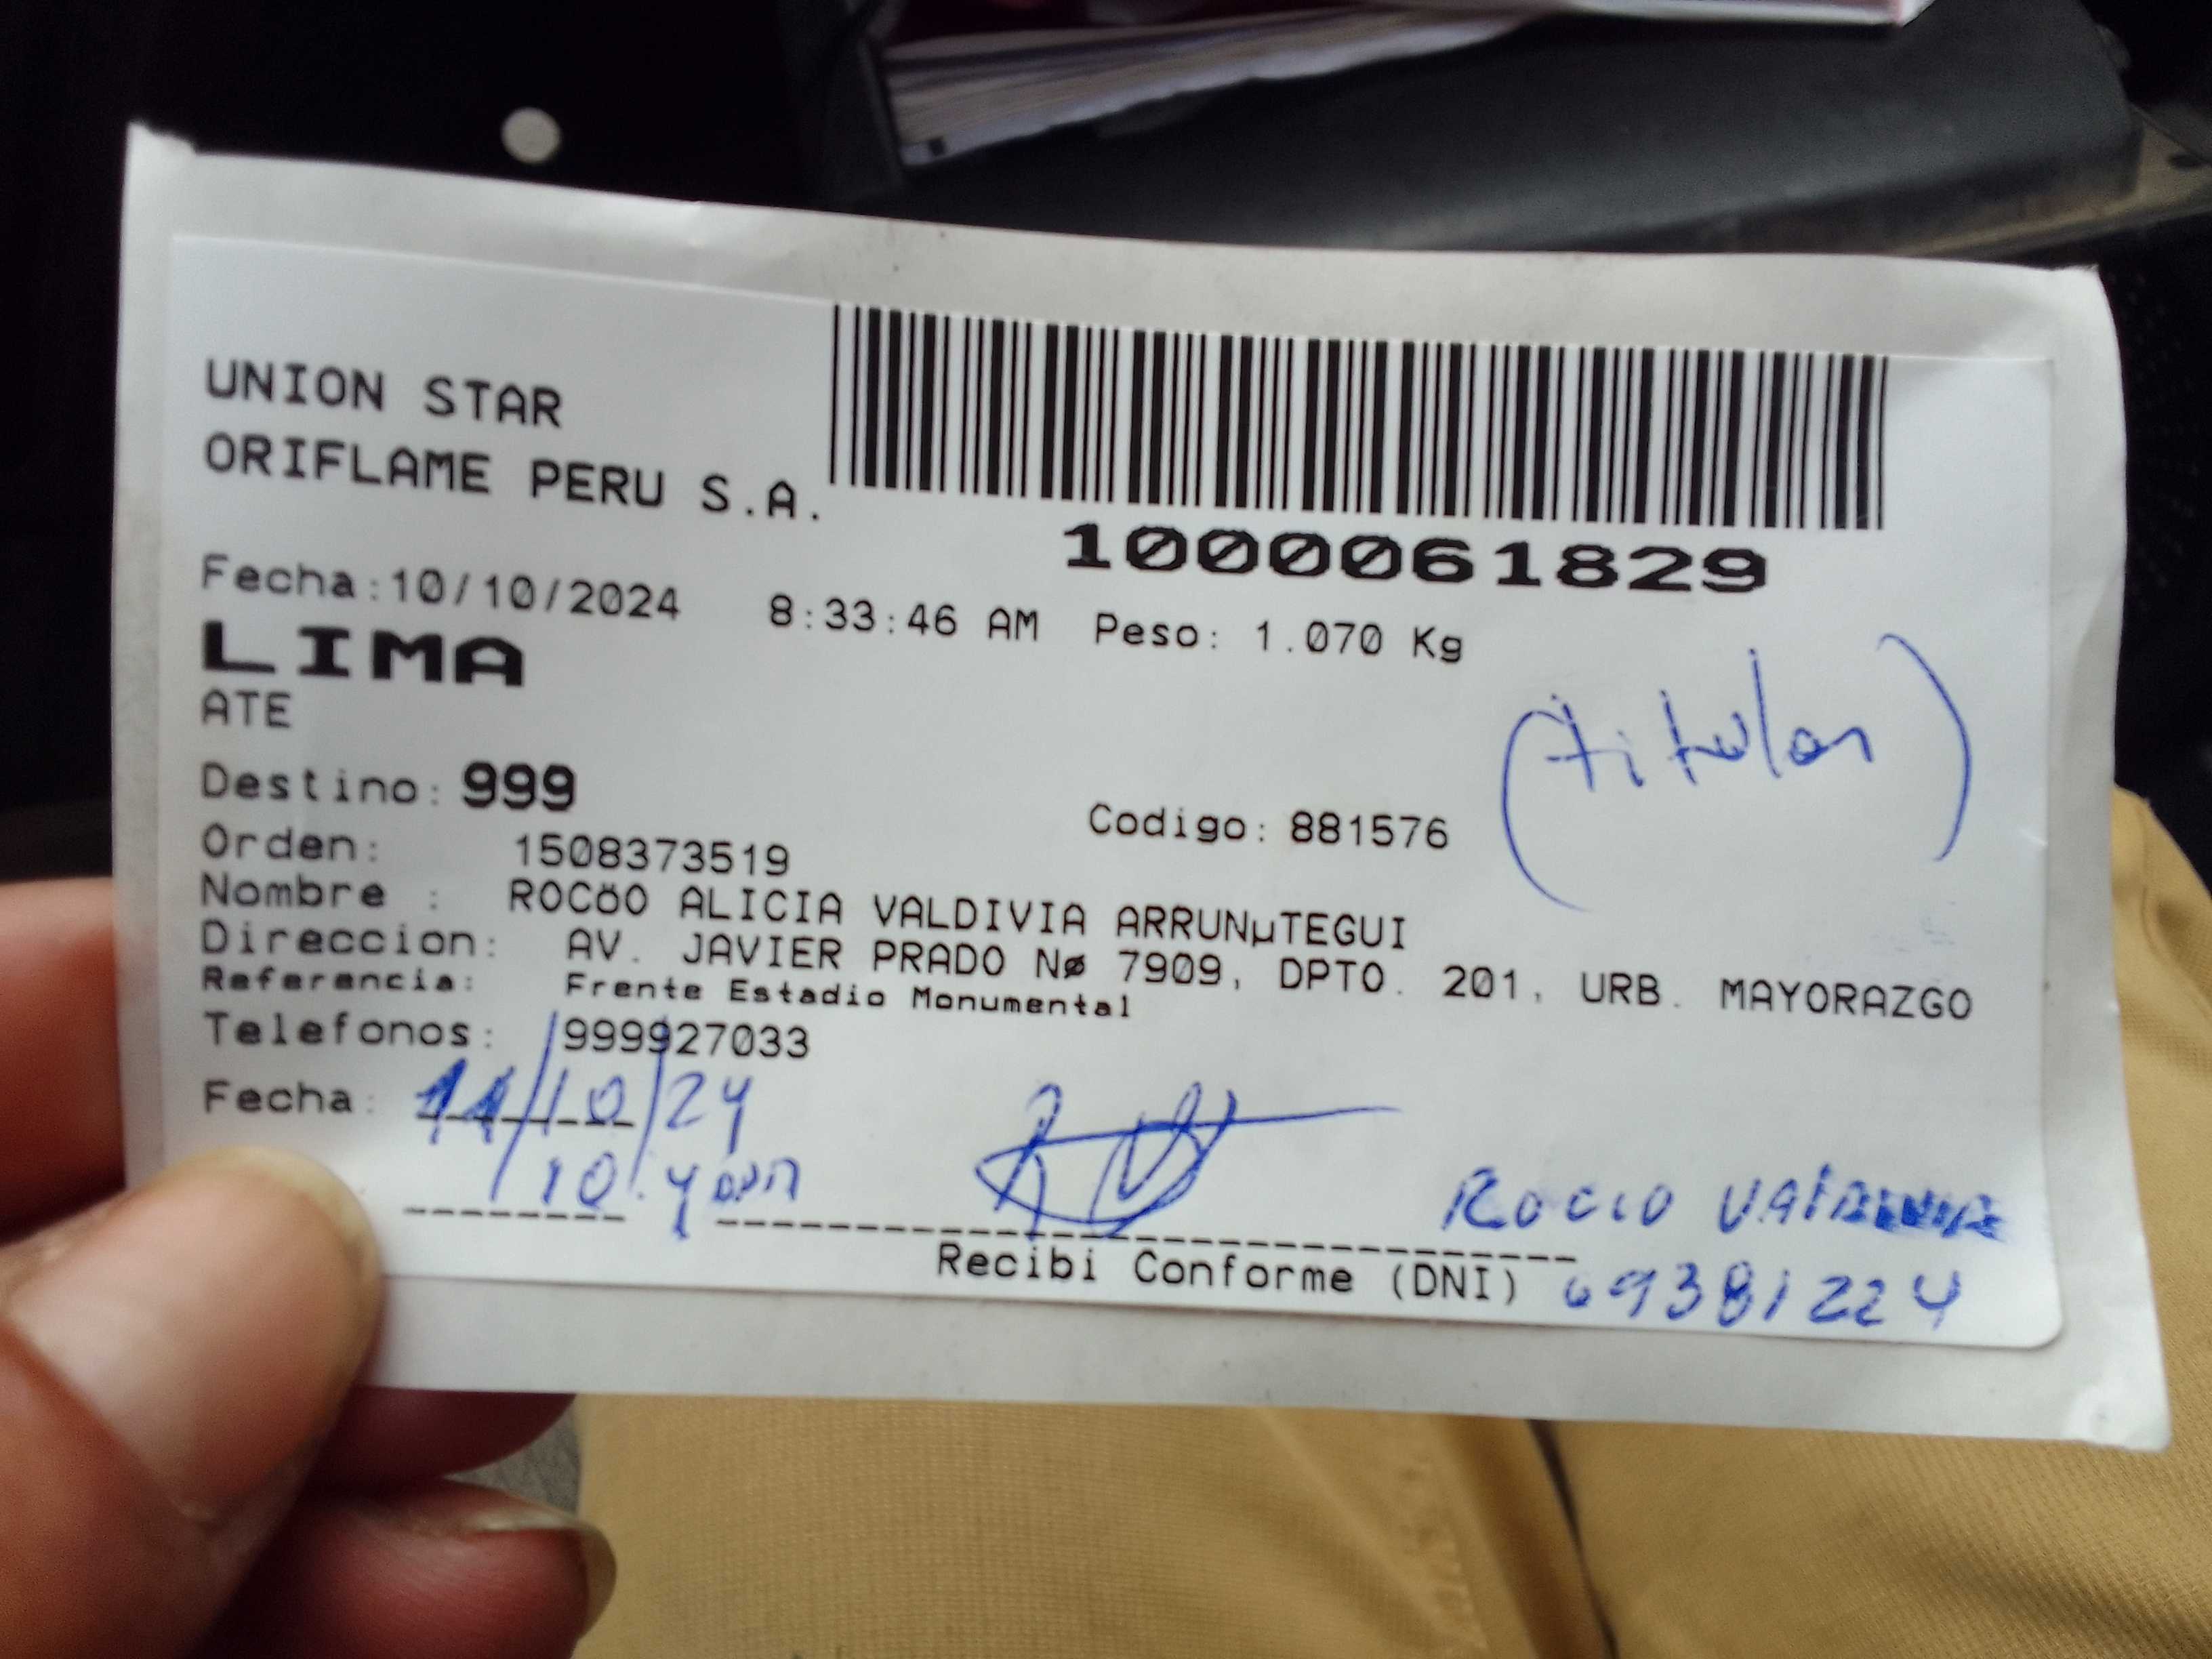 UNION STAR
ORIFLAME PERU S.A.
1000061829
Fecha:10/10/2024 8:33:46 AM Peso: 1.070 Kg
LIMA
ATE
(titular)
Destino: 999
Codigo: 881576
Orden: 1508373519
Nombre : ROCöO ALICIA VALDIVIA ARRUNµTEGUI
Direccion: AV. JAVIER PRADO Nø 7909, DPTO. 201, URB. MAYORAZGO
Referencia: Frente Estadio Monumental
Telefonos: 999927033
Fecha: 11/10/24
ROCIO
Recibi Conforme (DNI) 09381224